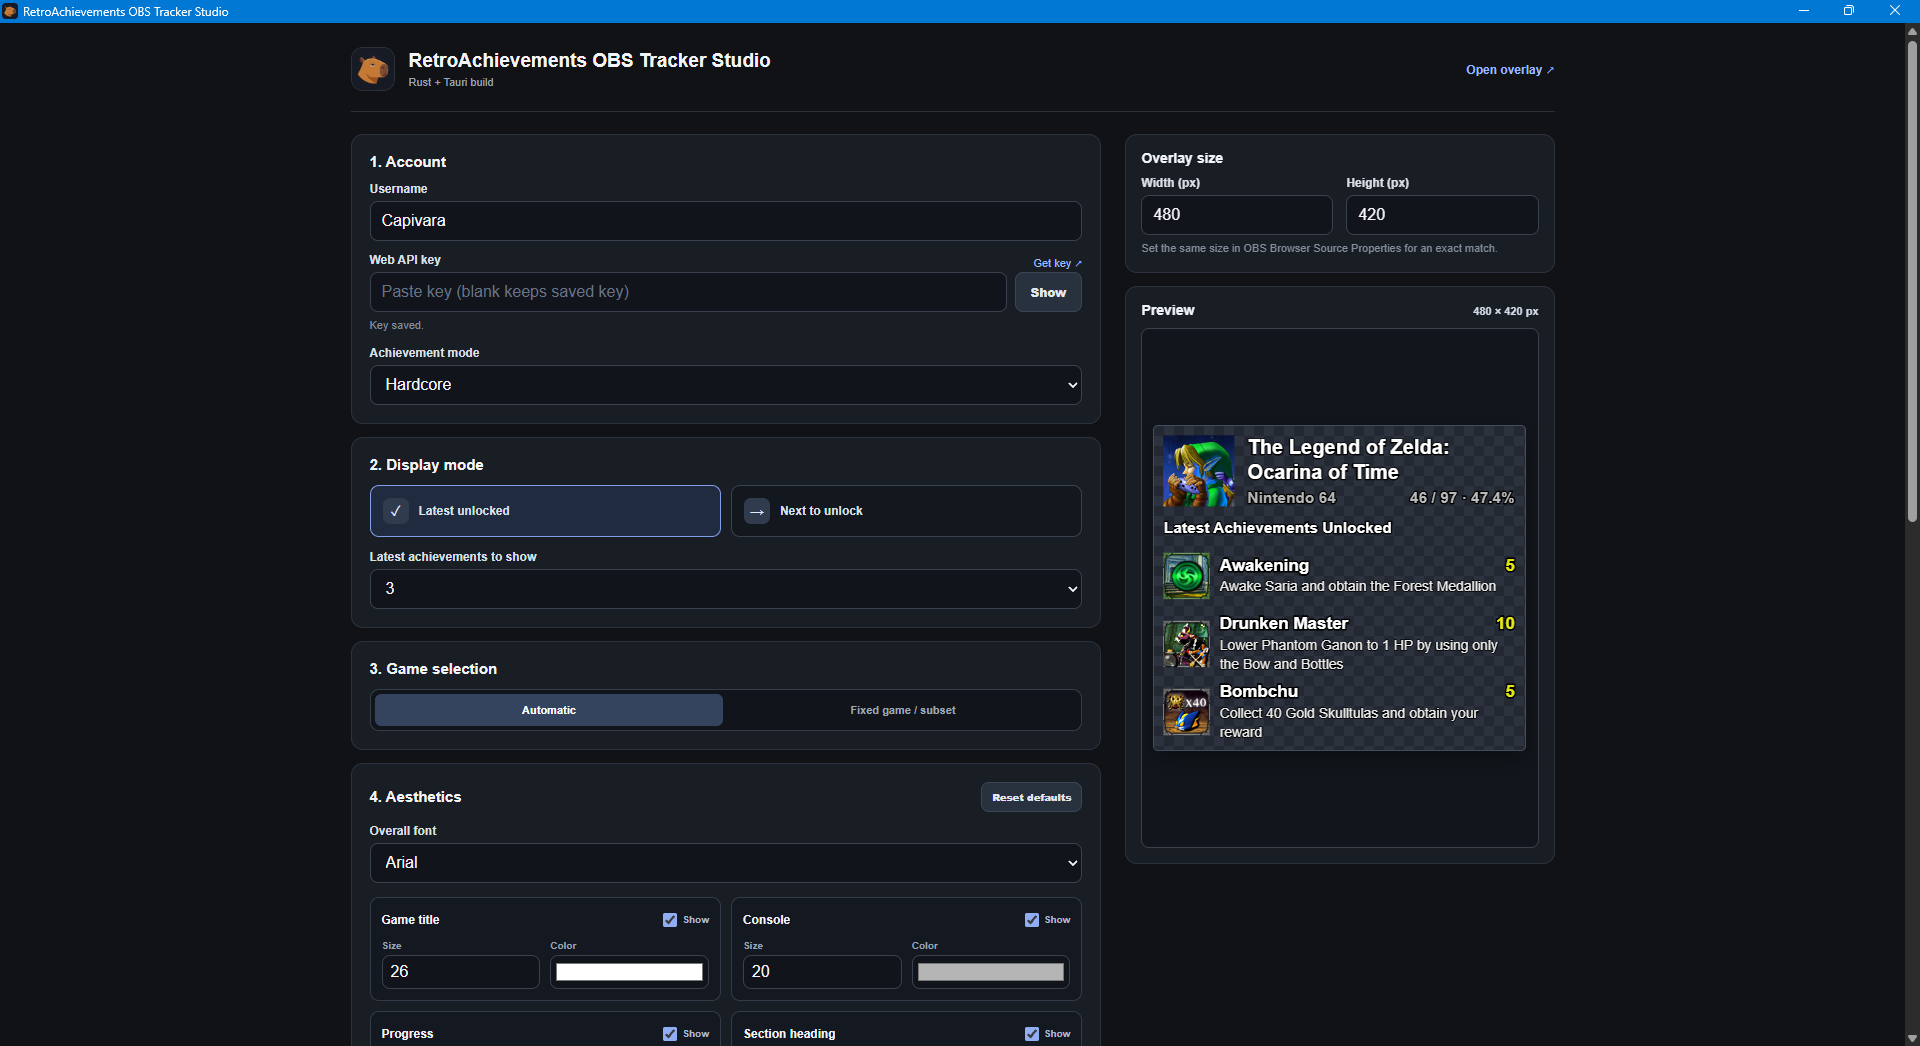 RetroAchievements OBS Tracker Studio
RetroAchievements OBS Tracker Studio
Rust + Tauri build
Open overlay ↗
1. Account
Username
Capivara
Web API key
Get key ↗
Paste key (blank keeps saved key)
Show
Key saved.
Achievement mode
Hardcore
2. Display mode
✓ Latest unlocked
→ Next to unlock
Latest achievements to show
3
3. Game selection
Automatic
Fixed game / subset
4. Aesthetics
Reset defaults
Overall font
Arial
Game title
Show
Size
Color
26
Console
Show
Size
Color
20
Progress
Show
Section heading
Show
Overlay size
Width (px)
Height (px)
480
420
Set the same size in OBS Browser Source Properties for an exact match.
Preview
480 × 420 px
The Legend of Zelda:
Ocarina of Time
Nintendo 64
46 / 97 · 47.4%
Latest Achievements Unlocked
Awakening
5
Awake Saria and obtain the Forest Medallion
Drunken Master
10
Lower Phantom Ganon to 1 HP by using only
the Bow and Bottles
x40
Bombchu
5
Collect 40 Gold Skulltulas and obtain your
reward